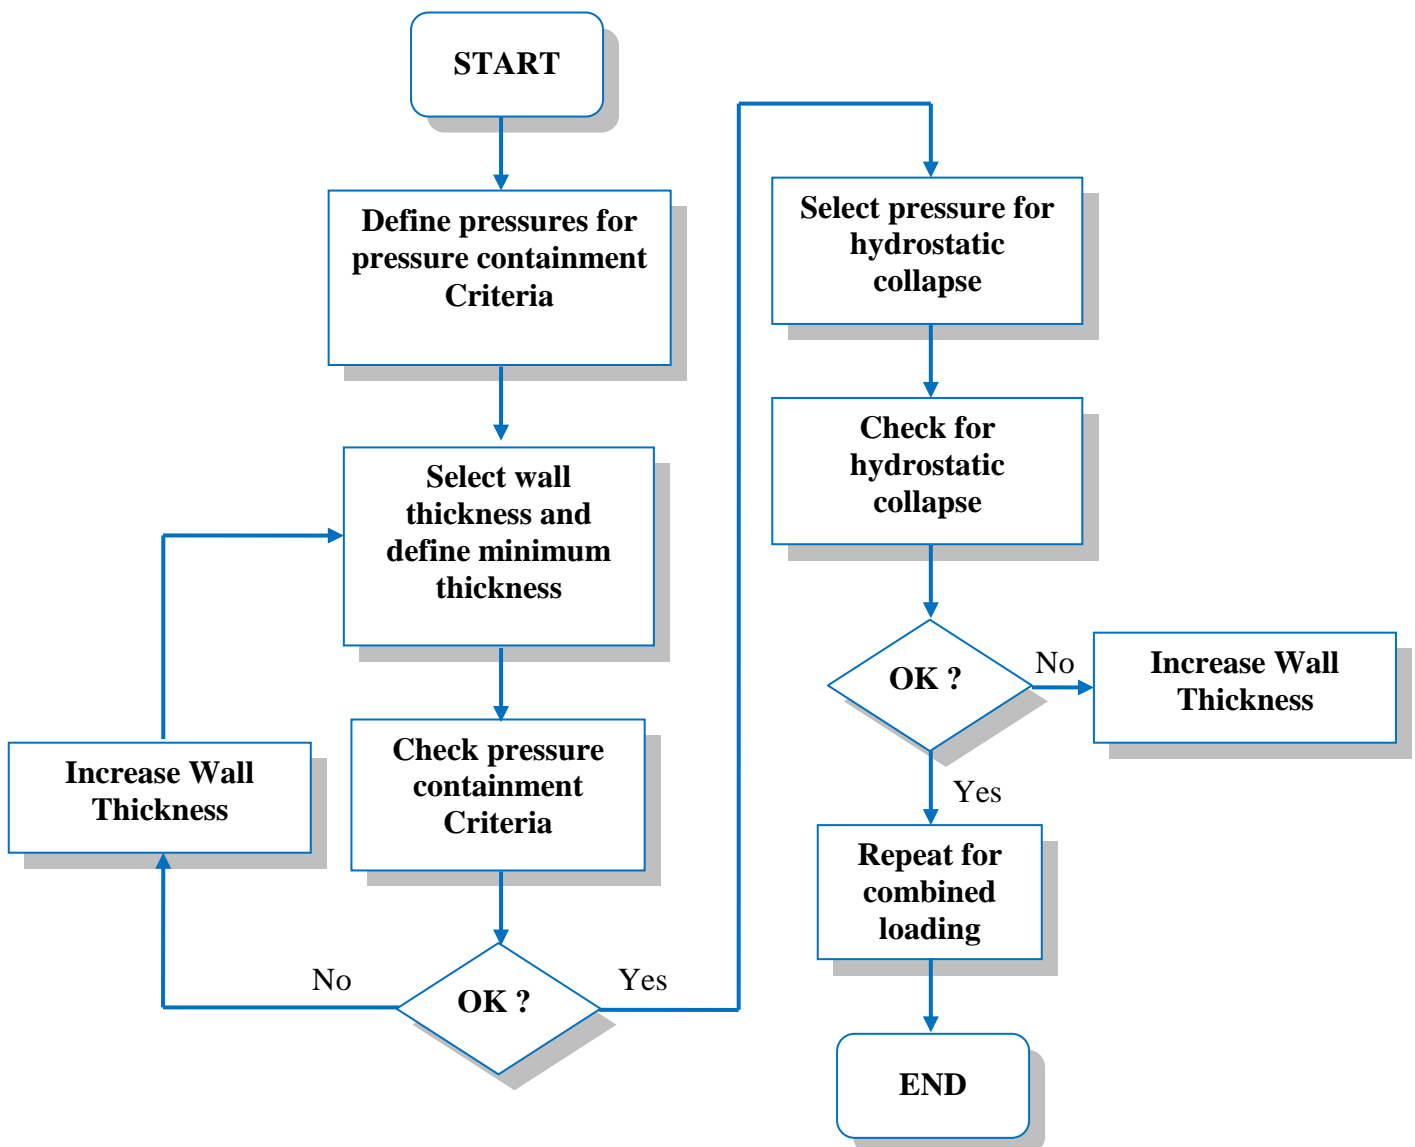 START
Define pressures for
pressure containment
Criteria
Select wall
thickness and
define minimum
thickness
Increase Wall
Thickness
Check pressure
containment
Criteria
No
OK ?
Yes
Select pressure for
hydrostatic
collapse
Check for
hydrostatic
collapse
OK ?
No
Increase Wall
Thickness
Yes
Repeat for
combined
loading
END